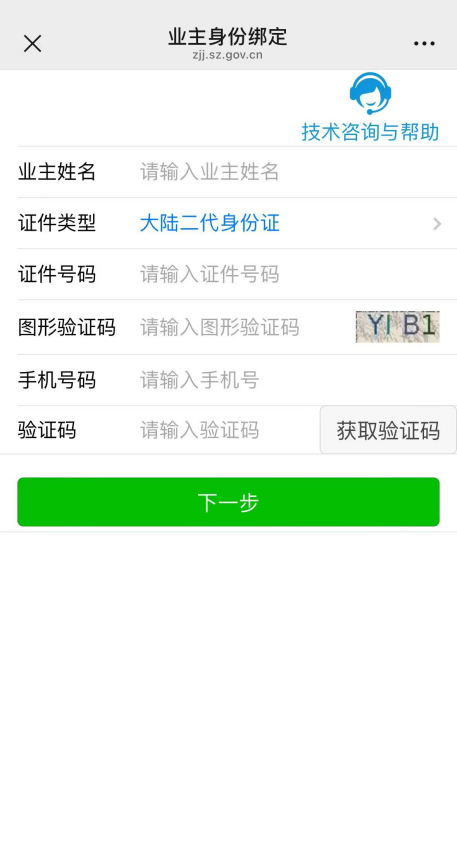 业主身份绑定
zjj.sz.gov.cn
技术咨询与帮助
业主姓名 请输入业主姓名
证件类型 大陆二代身份证
证件号码 请输入证件号码
图形验证码 请输入图形验证码
手机号码 请输入手机号
验证码 请输入验证码 获取验证码
下一步